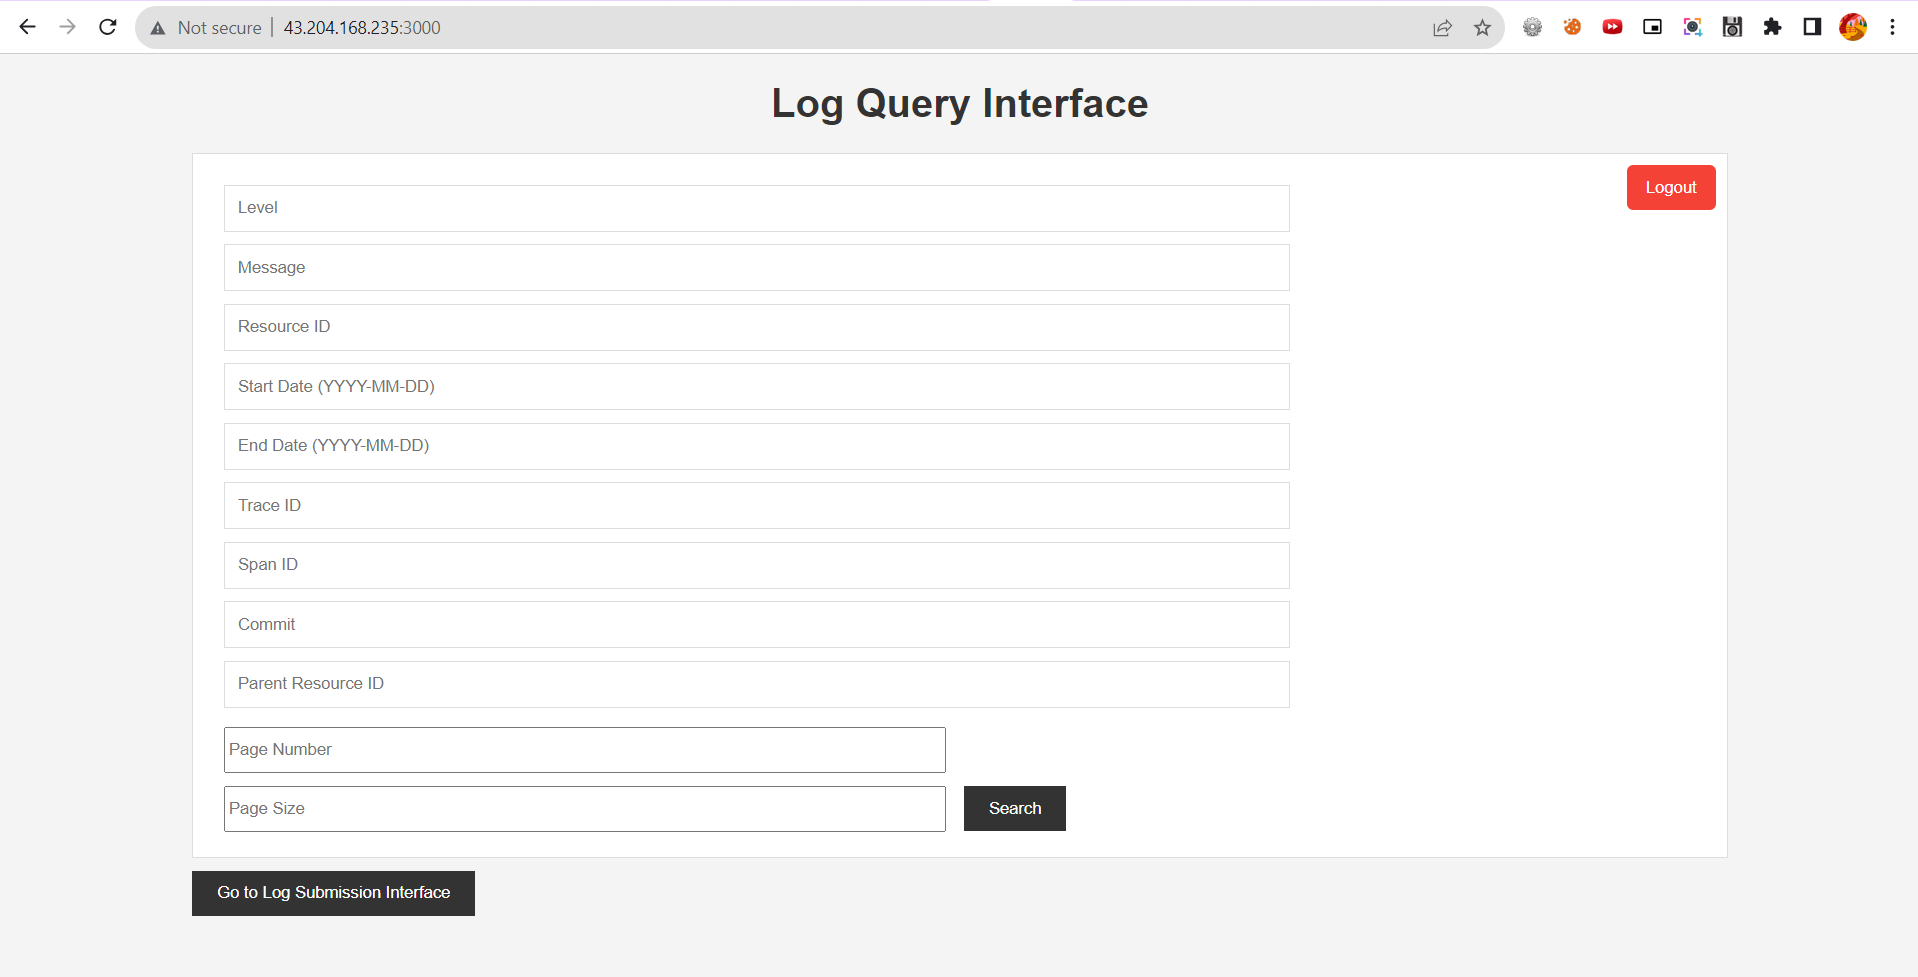 Not secure | 43.204.168.235:3000
Log Query Interface
Logout
Level
Message
Resource ID
Start Date (YYYY-MM-DD)
End Date (YYYY-MM-DD)
Trace ID
Span ID
Commit
Parent Resource ID
Page Number
Page Size
Search
Go to Log Submission Interface